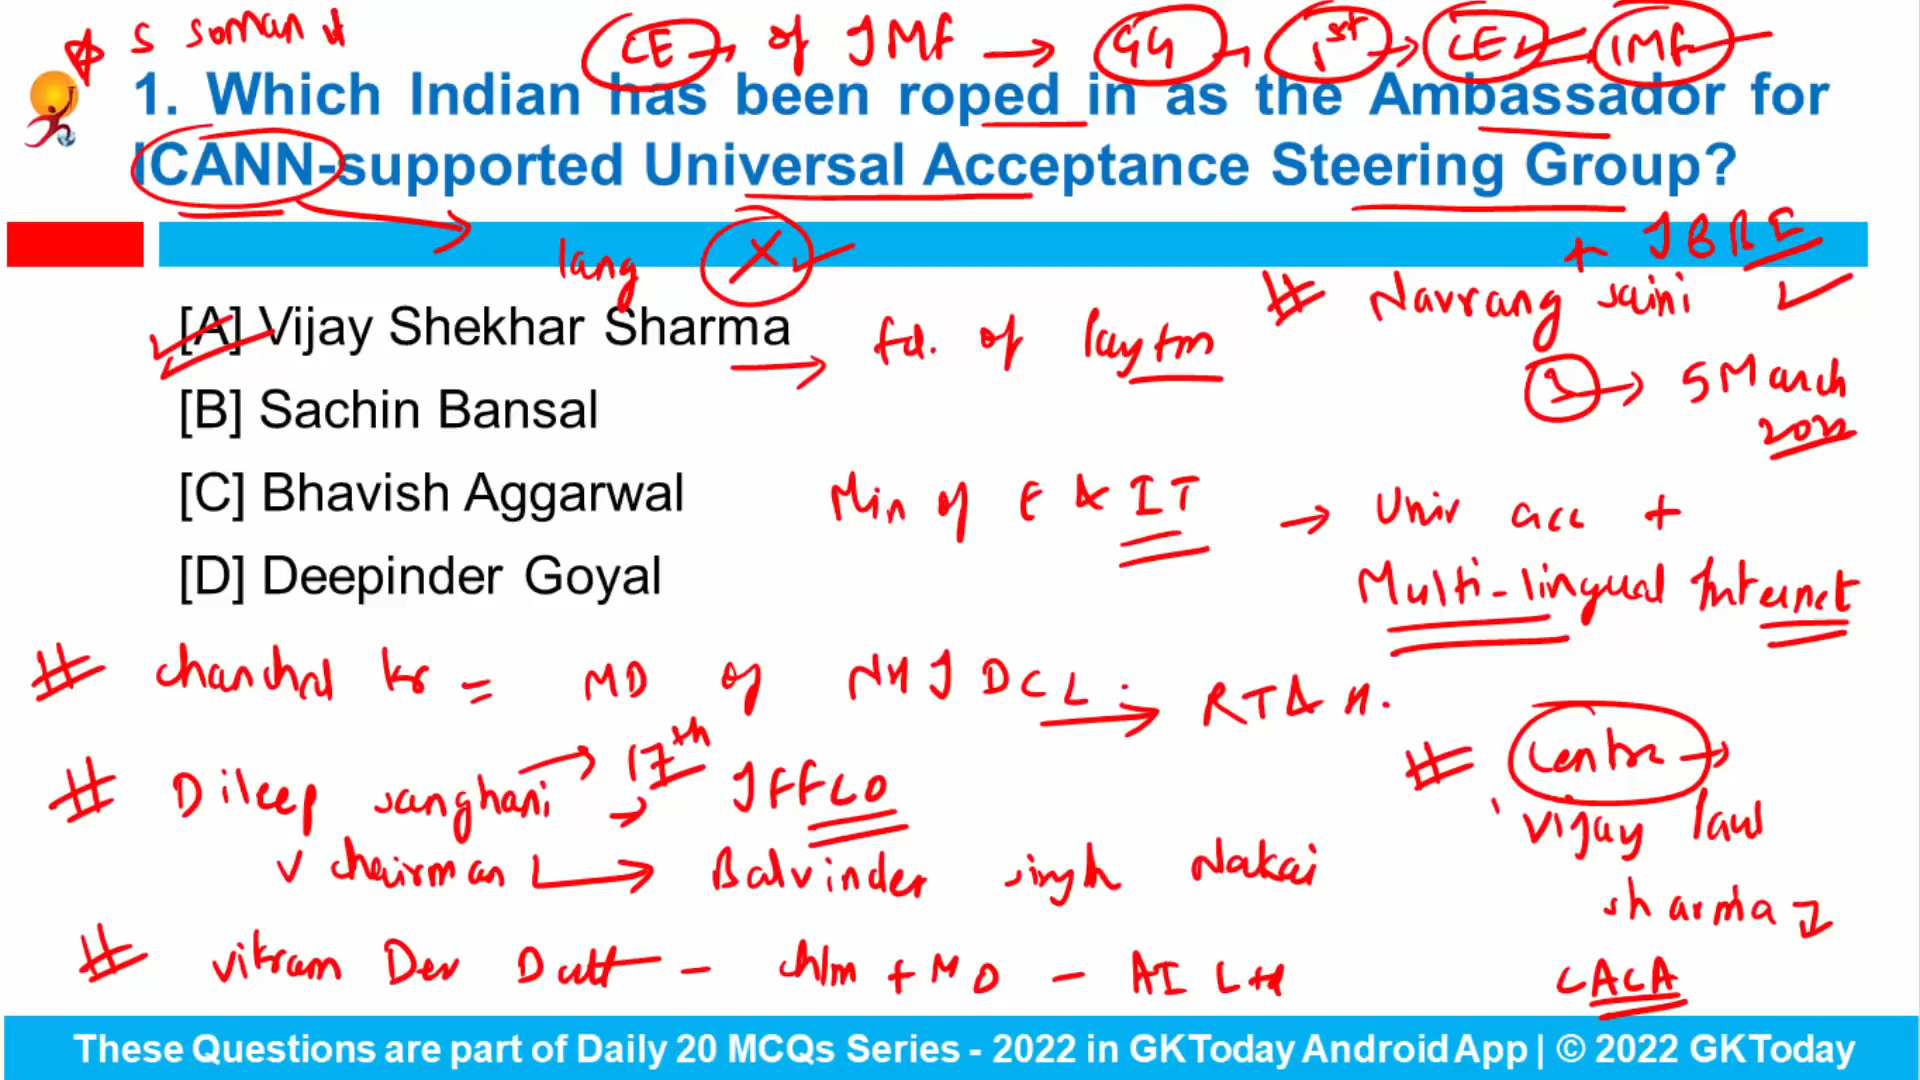 S Soman
CE of IMF → GG → 1st → CE IMF
1. Which Indian has been roped in as the Ambassador for
ICANN-supported Universal Acceptance Steering Group?
+ IBRE
lang X
# Navrang Saini
[A] Vijay Shekhar Sharma → fd. of Paytm
→ 5 March
2022
[B] Sachin Bansal
[C] Bhavish Aggarwal
Min of E & IT → Univ acc +
Multi-lingual Internet
[D] Deepinder Goyal
# Chanchal kr = MD of NHIDCL → RT& H.
# Dileep Sanghani → 17th IFFCO
V Chairman → Balvinder Singh Nakai
# Centre →
Vijay Paul
Sharma
CACA
# Vikram Dev Dutt - Ch/m + MD - AI Ltd
These Questions are part of Daily 20 MCQs Series - 2022 in GKToday Android App | © 2022 GKToday